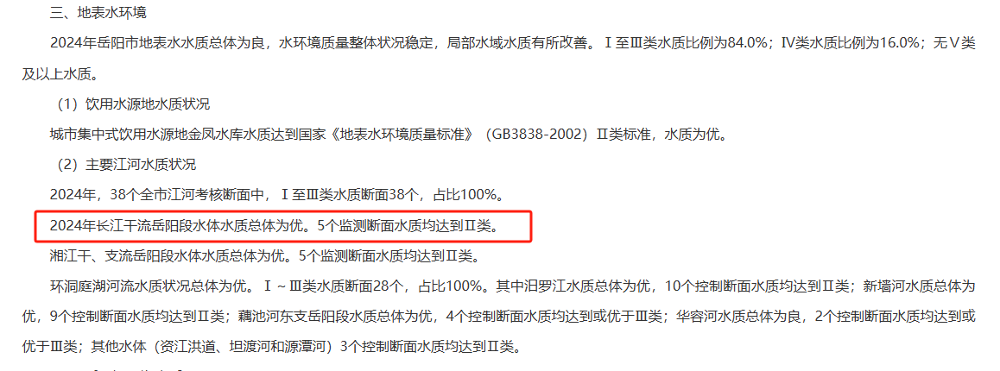 三、地表水环境
2024年岳阳市地表水水质总体为良，水环境质量整体状况稳定，局部水域水质有所改善。Ⅰ至Ⅲ类水质比例为84.0%；Ⅳ类水质比例为16.0%；无Ⅴ类
及以上水质。
（1）饮用水源地水质状况
城市集中式饮用水源地金凤水库水质达到国家《地表水环境质量标准》（GB3838-2002）Ⅱ类标准，水质为优。
（2）主要江河水质状况
2024年，38个全市江河考核断面中，Ⅰ至Ⅲ类水质断面38个，占比100%。
2024年长江干流岳阳段水体水质总体为优。5个监测断面水质均达到Ⅱ类。
湘江干、支流岳阳段水体水质总体为优。5个监测断面水质均达到Ⅱ类。
环洞庭湖河流水质状况总体为优。Ⅰ～Ⅲ类水质断面28个，占比100%。其中汨罗江水质总体为优，10个控制断面水质均达到Ⅱ类；新墙河水质总体为
优，9个控制断面水质均达到Ⅱ类；藕池河东支岳阳段水质总体为优，4个控制断面水质均达到或优于Ⅲ类；华容河水质总体为良，2个控制断面水质均达到或
优于Ⅲ类；其他水体（资江洪道、坦渡河和源潭河）3个控制断面水质均达到Ⅱ类。